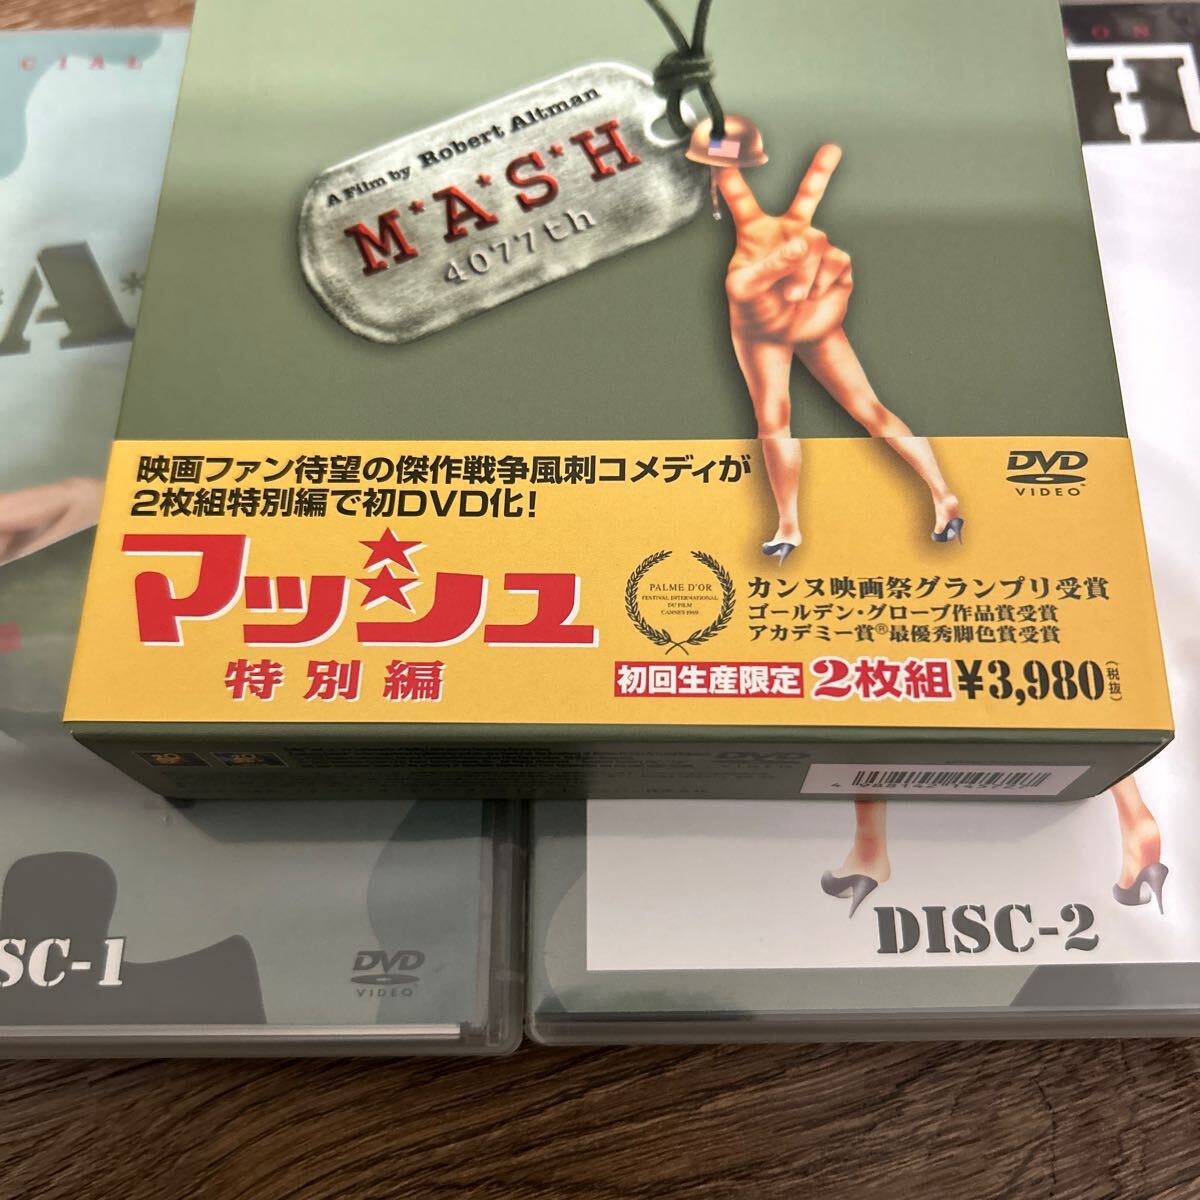 CIAL
ON
A Film by Robert Altman
M*A*S*H
4077th
*A*
H
映画ファン待望の傑作戦争風刺コメディが
2枚組特別編で初DVD化!
マッシュ
特別編
DVD
VIDEO
PALME D'OR
FESTIVAL INTERNATIONAL
DU FILM
CANNES 1969
カンヌ映画祭グランプリ受賞
ゴールデン・グローブ作品賞受賞
アカデミー賞®最優秀脚色賞受賞
初回生産限定 2枚組 ¥3,980(税抜)
DVD
SC-1
DVD
VIDEO
DISC-2